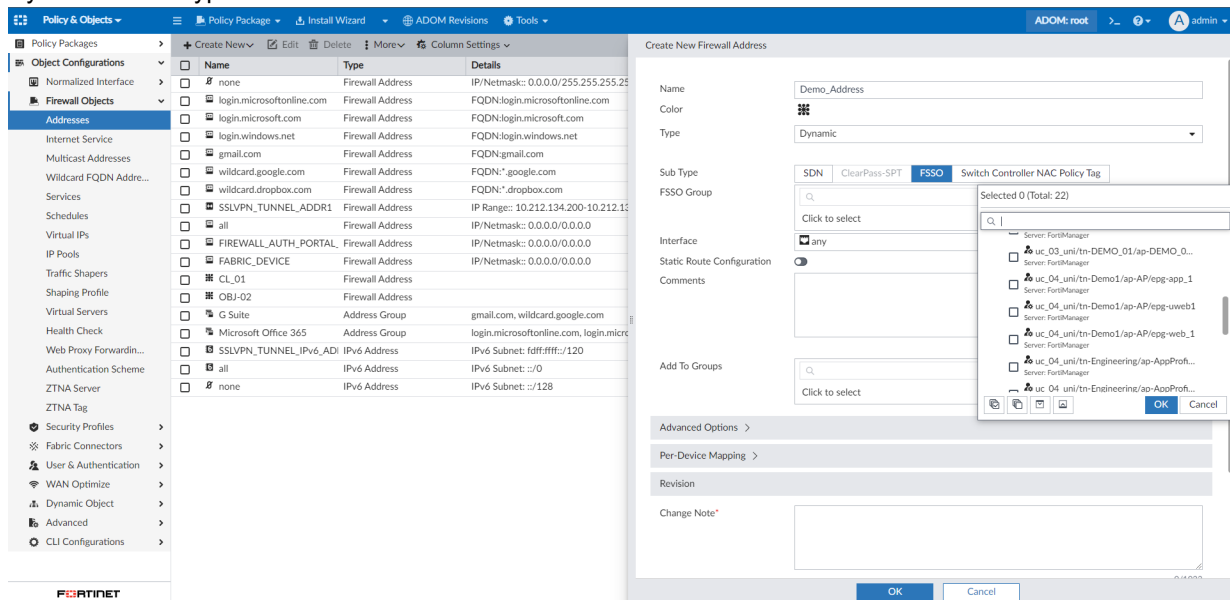 Policy & Objects
Policy Package
Install Wizard
ADOM Revisions
Tools
ADOM: root
A admin
Policy Packages
Object Configurations
Normalized Interface
Firewall Objects
Addresses
Internet Service
Multicast Addresses
Wildcard FQDN Addre...
Services
Schedules
Virtual IPs
IP Pools
Traffic Shapers
Shaping Profile
Virtual Servers
Health Check
Web Proxy Forwardin...
Authentication Scheme
ZTNA Server
ZTNA Tag
Security Profiles
Fabric Connectors
User & Authentication
WAN Optimize
Dynamic Object
Advanced
CLI Configurations
FORTINET
Create New Edit Delete More Column Settings
Name Type Details
none Firewall Address IP/Netmask:: 0.0.0.0/255.255.255.25
login.microsoftonline.com Firewall Address FQDN:login.microsoftonline.com
login.microsoft.com Firewall Address FQDN:login.microsoft.com
login.windows.net Firewall Address FQDN:login.windows.net
gmail.com Firewall Address FQDN:gmail.com
wildcard.google.com Firewall Address FQDN:*.google.com
wildcard.dropbox.com Firewall Address FQDN:*.dropbox.com
SSLVPN_TUNNEL_ADDR1 Firewall Address IP Range:: 10.212.134.200-10.212.13
all Firewall Address IP/Netmask:: 0.0.0.0/0.0.0.0
FIREWALL_AUTH_PORTAL_ Firewall Address IP/Netmask:: 0.0.0.0/0.0.0.0
FABRIC_DEVICE Firewall Address IP/Netmask:: 0.0.0.0/0.0.0.0
CL_01 Firewall Address
OBJ-02 Firewall Address
G Suite Address Group gmail.com, wildcard.google.com
Microsoft Office 365 Address Group login.microsoftonline.com, login.micro
SSLVPN_TUNNEL_IPv6_AD IPv6 Address IPv6 Subnet: fdff:ffff::/120
all IPv6 Address IPv6 Subnet: ::/0
none IPv6 Address IPv6 Subnet: ::/128
Create New Firewall Address
Name Demo_Address
Color
Type Dynamic
Sub Type SDN ClearPass-SPT FSSO Switch Controller NAC Policy Tag
FSSO Group
Click to select
Interface any
Static Route Configuration
Comments
Add To Groups
Click to select
Advanced Options >
Per-Device Mapping >
Revision
Change Note*
OK Cancel
Selected 0 (Total: 22)
Server: FortiManager
uc_03_uni/tn-DEMO_01/ap-DEMO_0...
Server: FortiManager
uc_04_uni/tn-Demo1/ap-AP/epg-app_1
Server: FortiManager
uc_04_uni/tn-Demo1/ap-AP/epg-uweb1
Server: FortiManager
uc_04_uni/tn-Demo1/ap-AP/epg-web_1
Server: FortiManager
uc_04_uni/tn-Engineering/ap-AppProfi...
Server: FortiManager
uc_04_uni/tn-Engineering/ap-AppProfi...
OK Cancel